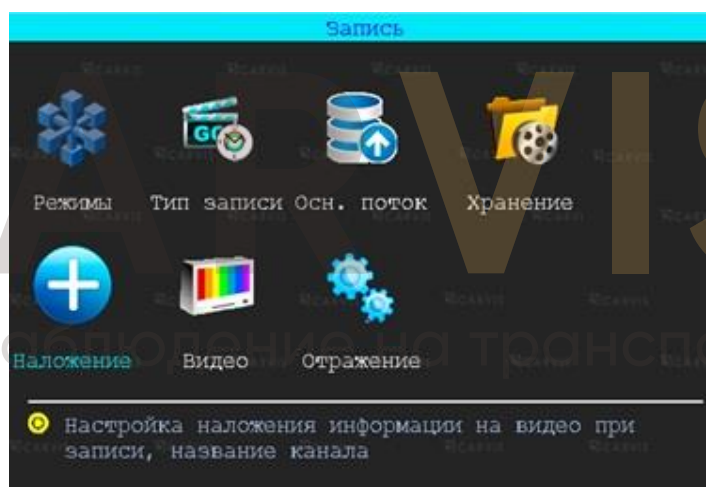 Запись
Режимы Тип записи Осн. поток Хранение
Наложение Видео Отражение
Настройка наложения информации на видео при
записи, название канала